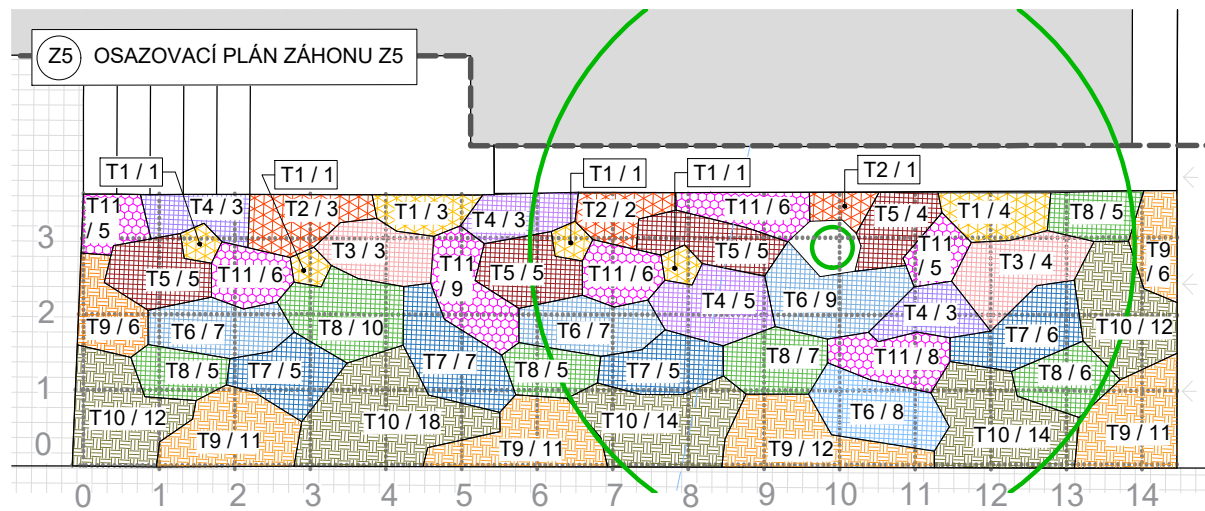 Z5 OSAZOVACÍ PLÁN ZÁHONU Z5
T1 / 1
T1 / 1
T1 / 1
T1 / 1
T2 / 1
T11
/ 5
T4 / 3
T2 / 3
T1 / 3
T4 / 3
T2 / 2
T11 / 6
T5 / 4
T1 / 4
T8 / 5
3
T5 / 5
T11 / 6
T3 / 3
T11
/ 9
T5 / 5
T11 / 6
T5 / 5
T11
/ 5
T3 / 4
T9
/ 6
2
T9 / 6
T6 / 7
T8 / 10
T6 / 7
T4 / 5
T6 / 9
T4 / 3
T7 / 6
T10 / 12
1
T8 / 5
T7 / 5
T7 / 7
T8 / 5
T7 / 5
T8 / 7
T11 / 8
T8 / 6
0
T10 / 12
T9 / 11
T10 / 18
T9 / 11
T10 / 14
T9 / 12
T6 / 8
T10 / 14
T9 / 11
0 1 2 3 4 5 6 7 8 9 10 11 12 13 14